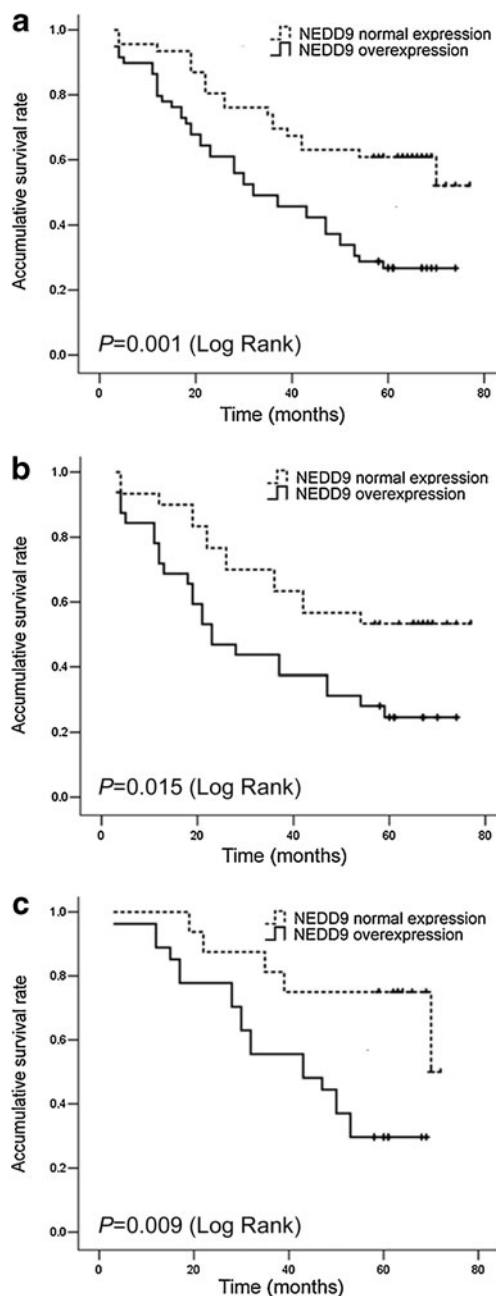 a
NEDD9 normal expression
NEDD9 overexpression
1.0
0.8
0.6
0.4
0.2
0.0
Accumulative survival rate
P=0.001 (Log Rank)
0 20 40 60 80
Time (months)
b
NEDD9 normal expression
NEDD9 overexpression
1.0
0.8
0.6
0.4
0.2
0.0
Accumulative survival rate
P=0.015 (Log Rank)
0 20 40 60 80
Time (months)
c
NEDD9 normal expression
NEDD9 overexpression
1.0
0.8
0.6
0.4
0.2
0.0
Accumulative survival rate
P=0.009 (Log Rank)
0 20 40 60 80
Time (months)